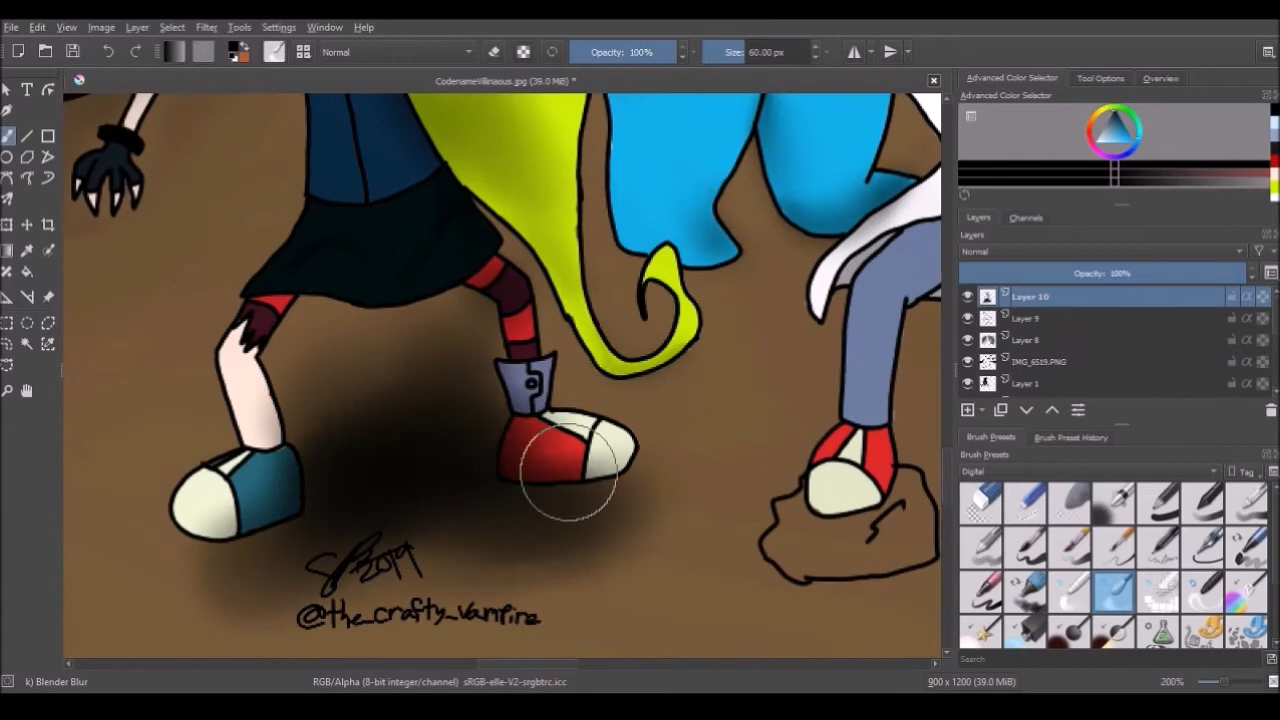 File Edit View Image Layer Select Filter Tools Settings Window Help
Normal Opacity: 100% Size: 60.00 px
CodenameVillinaous.jpg (39.0 MiB) *
Advanced Color Selector Tool Options Overview
Advanced Color Selector
Layers Channels
Layers
Normal
Opacity: 100%
Layer 10
Layer 9
Layer 8
IMG_6519.PNG
Layer 1
Brush Presets Brush Preset History
Brush Presets
Digital Tag
2019
@the_crafty_vampire
Search
k) Blender Blur RGB/Alpha (8-bit integer/channel) sRGB-elle-V2-srgbtrc.icc 900 x 1200 (39.0 MiB) 200%